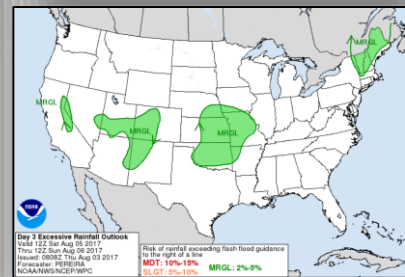 MRGL
MRGL
MRGL
MRGL
NOAA
Day 3 Excessive Rainfall Outlook
Valid 12Z Sat Aug 05 2017
Thru 12Z Sun Aug 06 2017
Issued: 0808Z Thu Aug 03 2017
Forecaster: PEREIRA
NOAA/NWS/NCEP/WPC
Risk of rainfall exceeding flash flood guidance
to the right of a line
MDT: 10%-15%
SLGT: 5%-10%
MRGL: 2%-5%